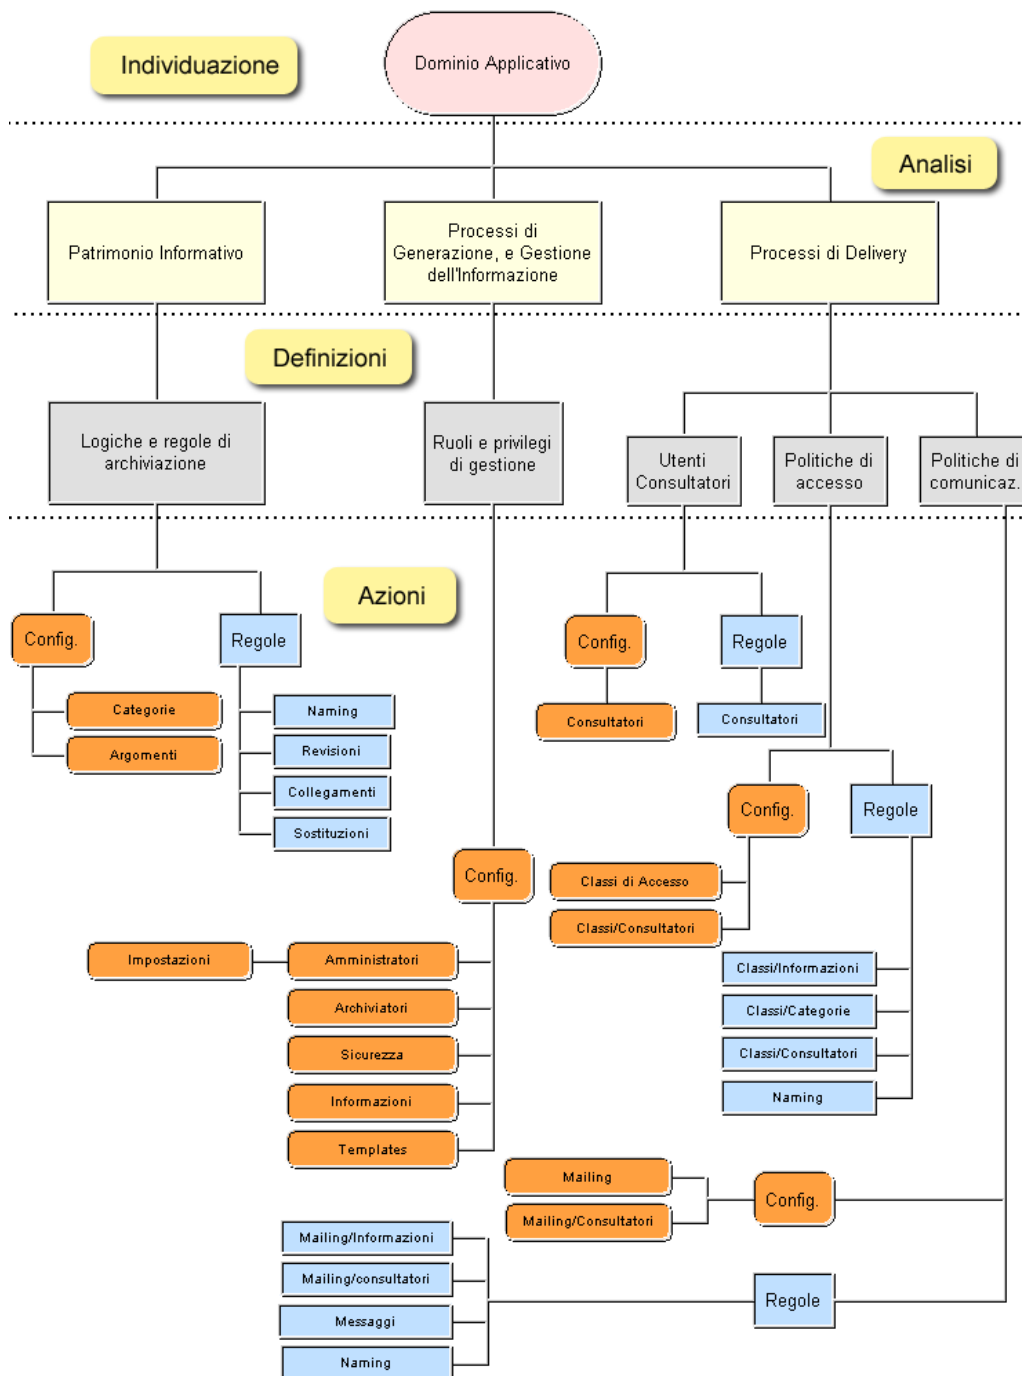 Individuazione
Dominio Applicativo
Analisi
Patrimonio Informativo
Processi di
Generazione, e Gestione
dell'Informazione
Processi di Delivery
Definizioni
Logiche e regole di
archiviazione
Ruoli e privilegi
di gestione
Utenti
Consultatori
Politiche di
accesso
Politiche di
comunicaz..
Azioni
Config.
Regole
Categorie
Argomenti
Naming
Revisioni
Collegamenti
Sostituzioni
Config.
Regole
Consultatori
Consultatori
Config.
Regole
Classi di Accesso
Classi/Consultatori
Classi/Informazioni
Classi/Categorie
Classi/Consultatori
Naming
Config.
Impostazioni
Amministratori
Archiviatori
Sicurezza
Informazioni
Templates
Mailing
Mailing/Consultatori
Config.
Mailing/Informazioni
Mailing/consultatori
Messaggi
Naming
Regole